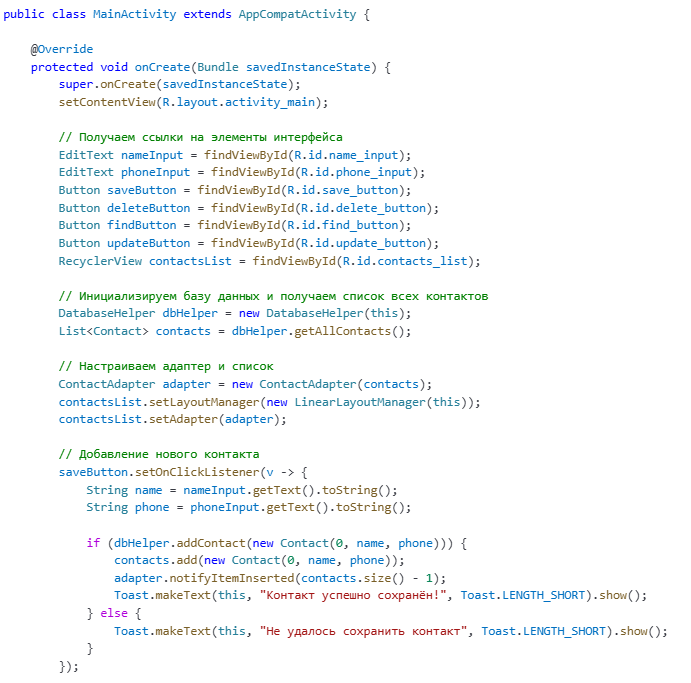 public class MainActivity extends AppCompatActivity {
@Override
protected void onCreate(Bundle savedInstanceState) {
super.onCreate(savedInstanceState);
setContentView(R.layout.activity_main);
// Получаем ссылки на элементы интерфейса
EditText nameInput = findViewById(R.id.name_input);
EditText phoneInput = findViewById(R.id.phone_input);
Button saveButton = findViewById(R.id.save_button);
Button deleteButton = findViewById(R.id.delete_button);
Button findButton = findViewById(R.id.find_button);
Button updateButton = findViewById(R.id.update_button);
RecyclerView contactsList = findViewById(R.id.contacts_list);
// Инициализируем базу данных и получаем список всех контактов
DatabaseHelper dbHelper = new DatabaseHelper(this);
List<Contact> contacts = dbHelper.getAllContacts();
// Настраиваем адаптер и список
ContactAdapter adapter = new ContactAdapter(contacts);
contactsList.setLayoutManager(new LinearLayoutManager(this));
contactsList.setAdapter(adapter);
// Добавление нового контакта
saveButton.setOnClickListener(v -> {
String name = nameInput.getText().toString();
String phone = phoneInput.getText().toString();
if (dbHelper.addContact(new Contact(0, name, phone))) {
contacts.add(new Contact(0, name, phone));
adapter.notifyItemInserted(contacts.size() - 1);
Toast.makeText(this, "Контакт успешно сохранён!", Toast.LENGTH_SHORT).show();
} else {
Toast.makeText(this, "Не удалось сохранить контакт", Toast.LENGTH_SHORT).show();
}
});